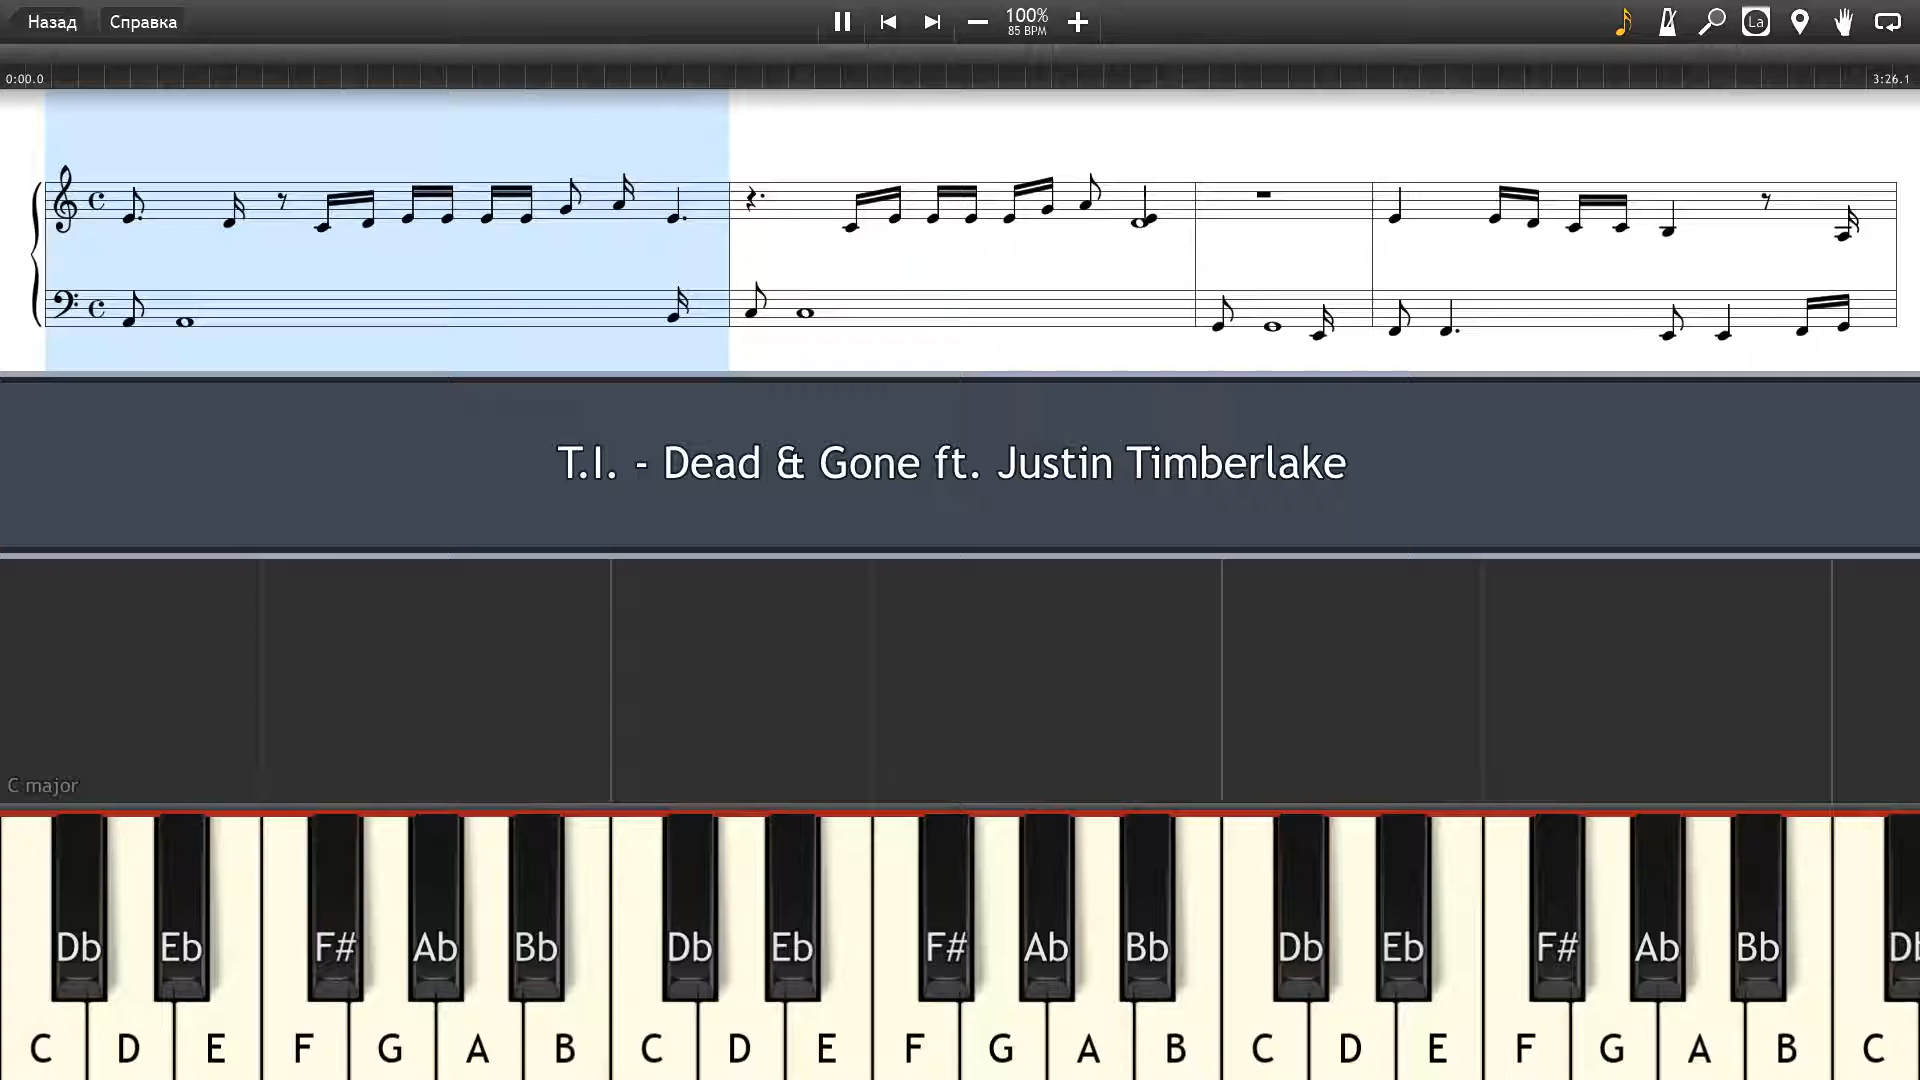 Назад Справка 100% La
85 BPM
0:00.0 3:26.1
T.I. - Dead & Gone ft. Justin Timberlake
C major
Db Eb F# Ab Bb Db Eb F# Ab Bb Db Eb F# Ab Bb Db
C D E F G A B C D E F G A B C D E F G A B C